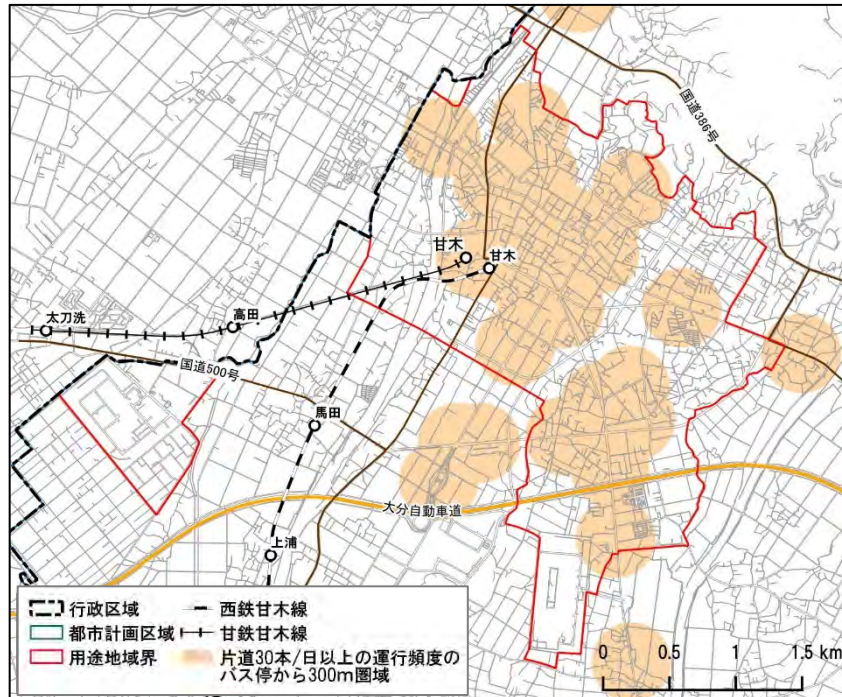 国道386号
甘木
甘木
太刀洗
高田
国道500号
馬田
大分自動車道
上浦
行政区域
西鉄甘木線
都市計画区域
甘鉄甘木線
用途地域界
片道30本/日以上の運行頻度の
バス停から300m圏域
0 0.5 1 1.5 km